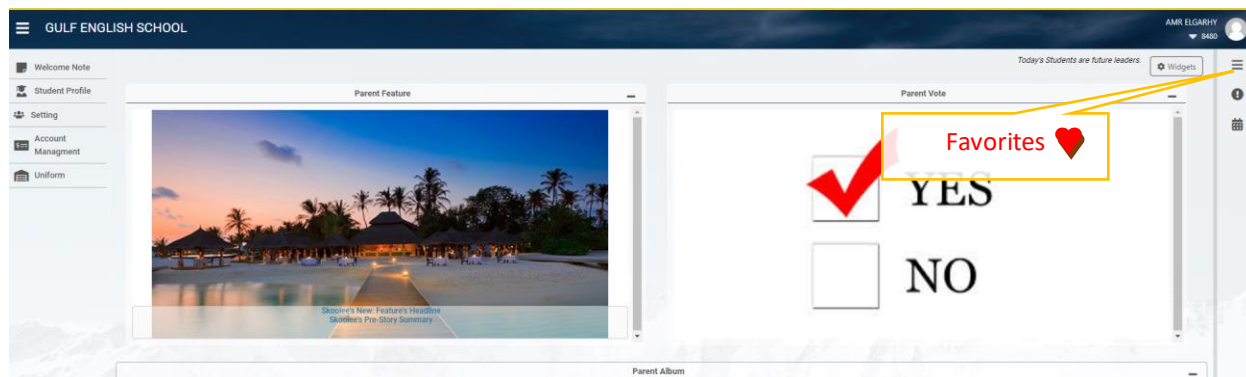 GULF ENGLISH SCHOOL
AMR ELGARHY
8480
Today's Students are future leaders.
Widgets
Welcome Note
Student Profile
Setting
Account
Managment
Uniform
Parent Feature
Skoolee's New: Feature's Headline
Skoolee's Pre-Story Summary
Parent Vote
Favorites
YES
NO
Parent Album